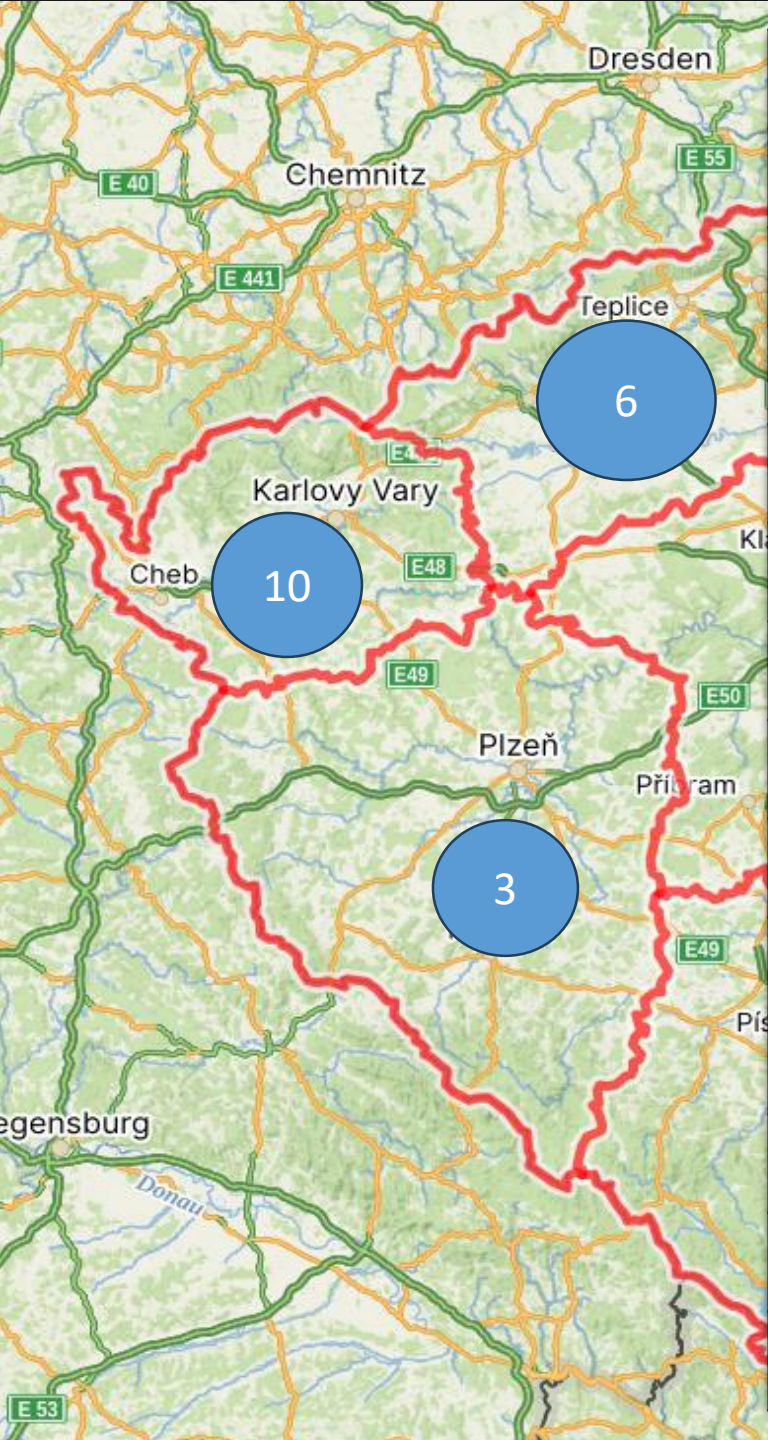 Dresden
E 55
Chemnitz
E 40
E 441
Teplice
6
Karlovy Vary
Cheb
10
E48
E49
E50
Plzeň
Příbram
3
E49
egensburg
Donau
E 53